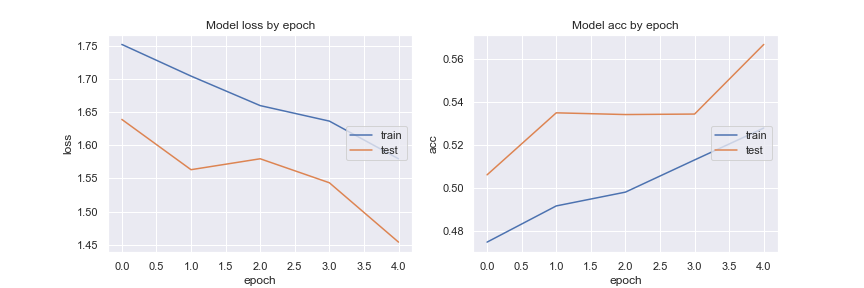 Model loss by epoch
1.75
1.70
1.65
1.60
1.55
1.50
1.45
loss
0.0 0.5 1.0 1.5 2.0 2.5 3.0 3.5 4.0
epoch
train
test
Model acc by epoch
0.56
0.54
0.50
0.48
acc
0.0 0.5 1.0 1.5 2.0 2.5 3.0 3.5 4.0
epoch
train
test